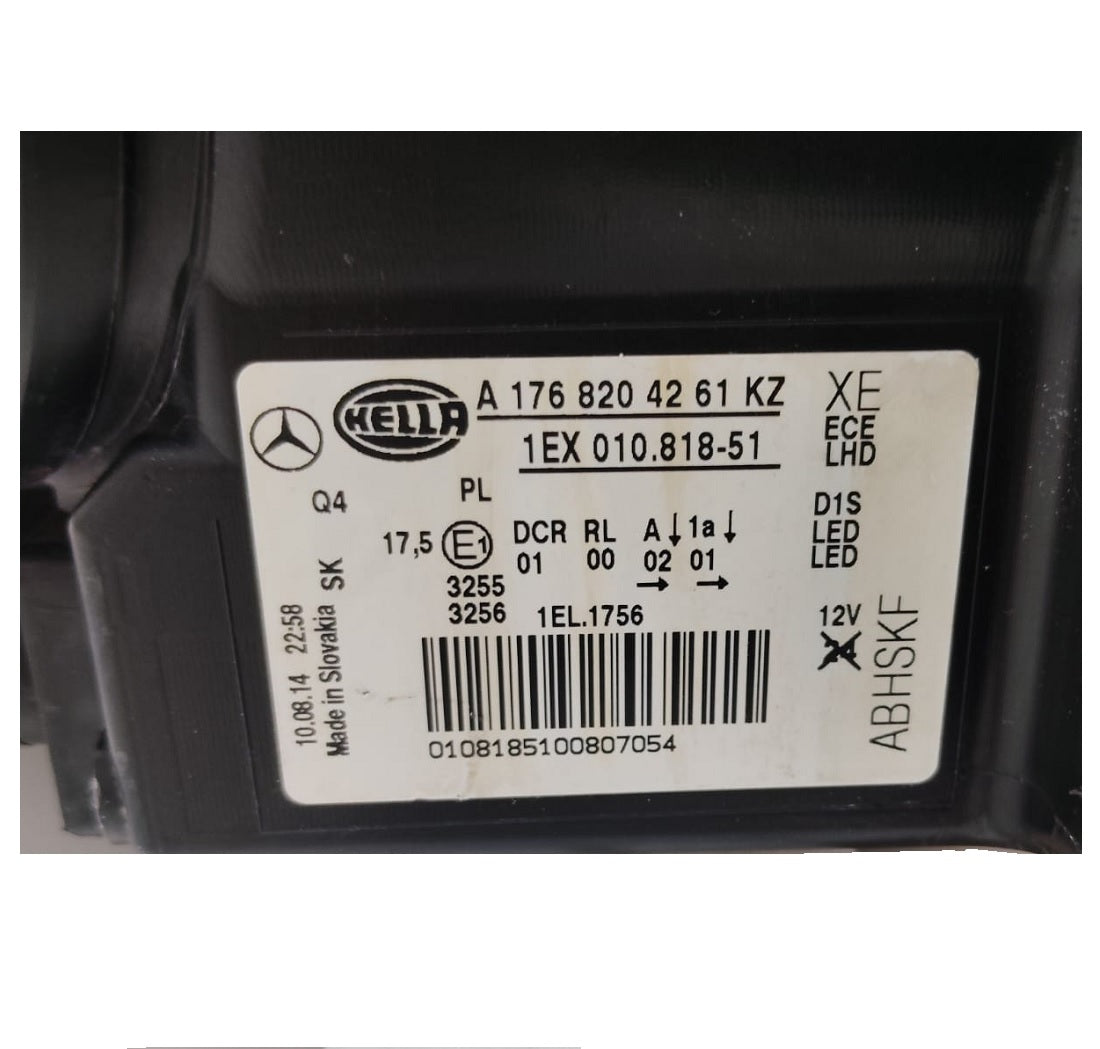 HELLA
A 176 820 42 61 KZ
1EX 010.818-51
XE
ECE
LHD
Q4
PL
17,5 E1 DCR RL A↓ 1a↓
01 00 02 01
→ →
3255
3256 1EL.1756
D1S
LED
LED
12V
24
ABHSKF
SK
10.08.14 22:58
Made in Slovakia
0108185100807054